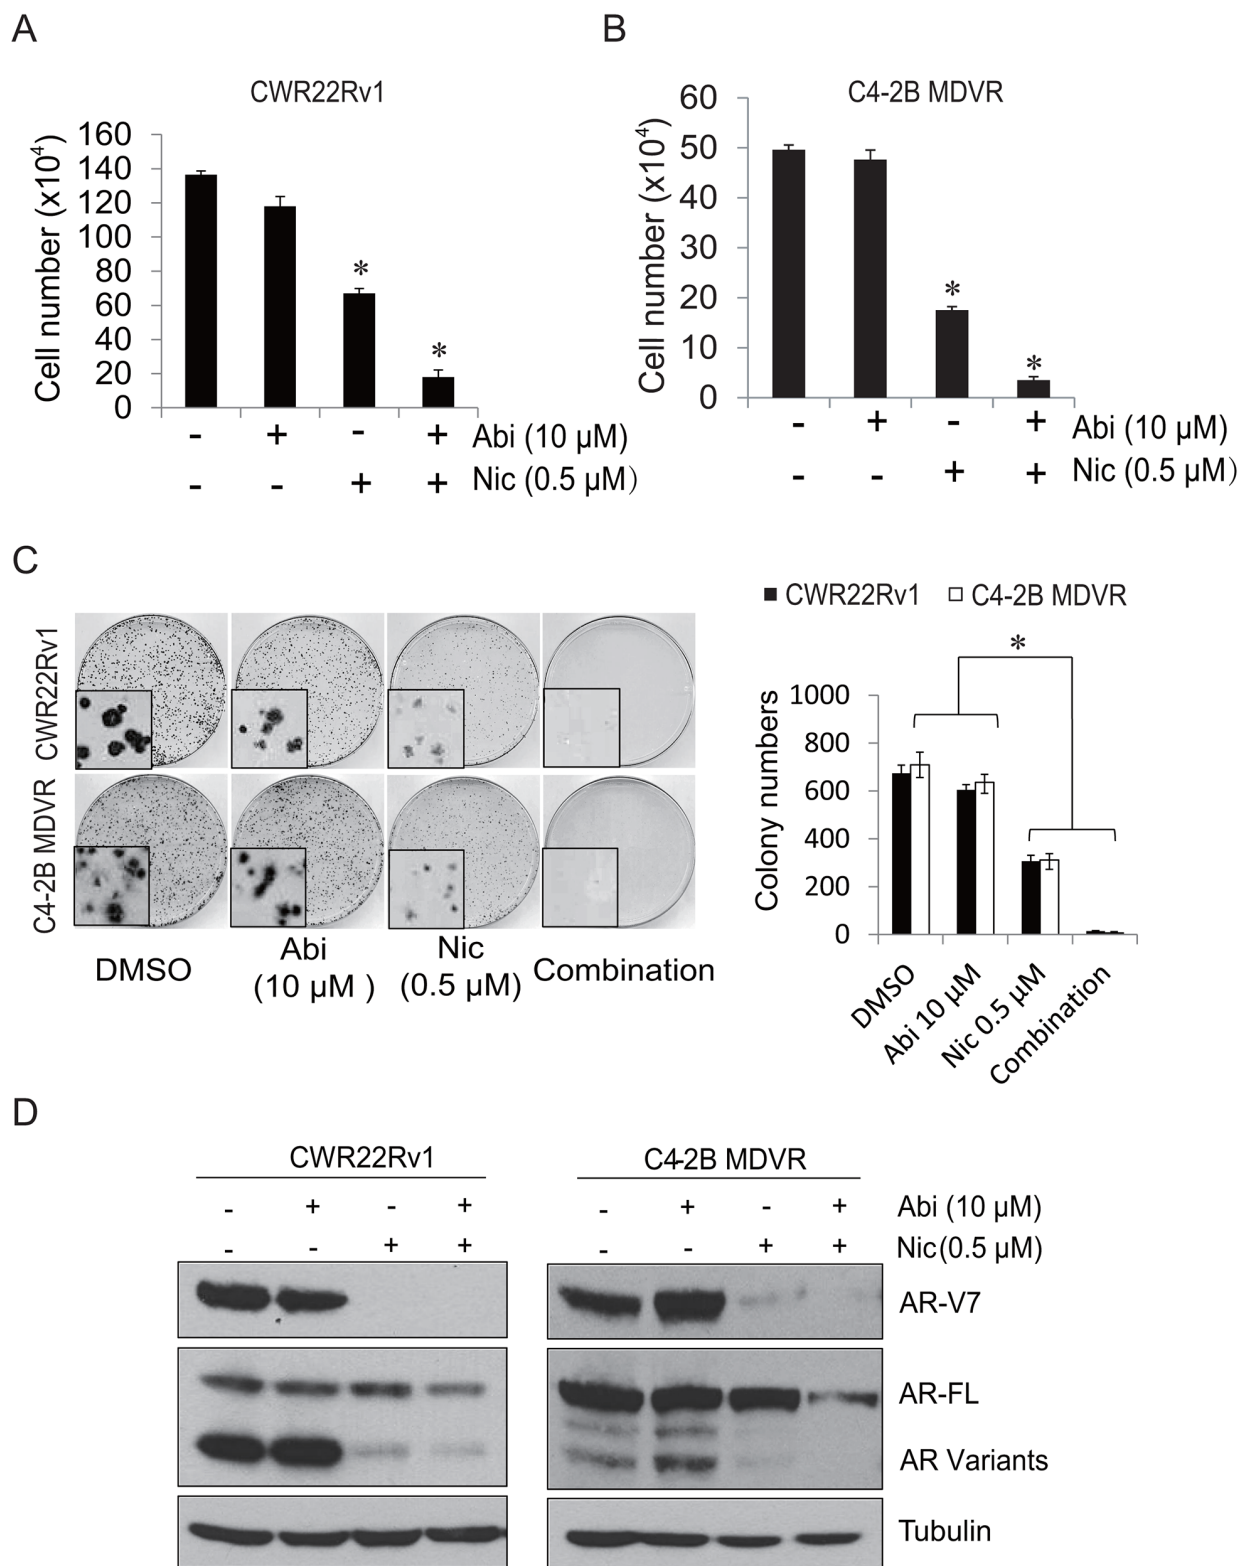 A
CWR22Rv1
Cell number (x10⁴)
160
140
120
100
80
60
40
20
0
*
*
- + - + Abi (10 µM)
- - + + Nic (0.5 µM)
B
C4-2B MDVR
Cell number (x10⁴)
60
50
40
30
20
10
0
*
*
- + - + Abi (10 µM)
- - + + Nic (0.5 µM)
C
CWR22Rv1
C4-2B MDVR
DMSO
Abi
(10 µM )
Nic
(0.5 µM)
Combination
■ CWR22Rv1 □ C4-2B MDVR
*
Colony numbers
1000
800
600
400
200
0
DMSO
Abi 10 µM
Nic 0.5 µM
Combination
D
CWR22Rv1 C4-2B MDVR
- + - + - + - + Abi (10 µM)
- - + + - - + + Nic(0.5 µM)
AR-V7
AR-FL
AR Variants
Tubulin